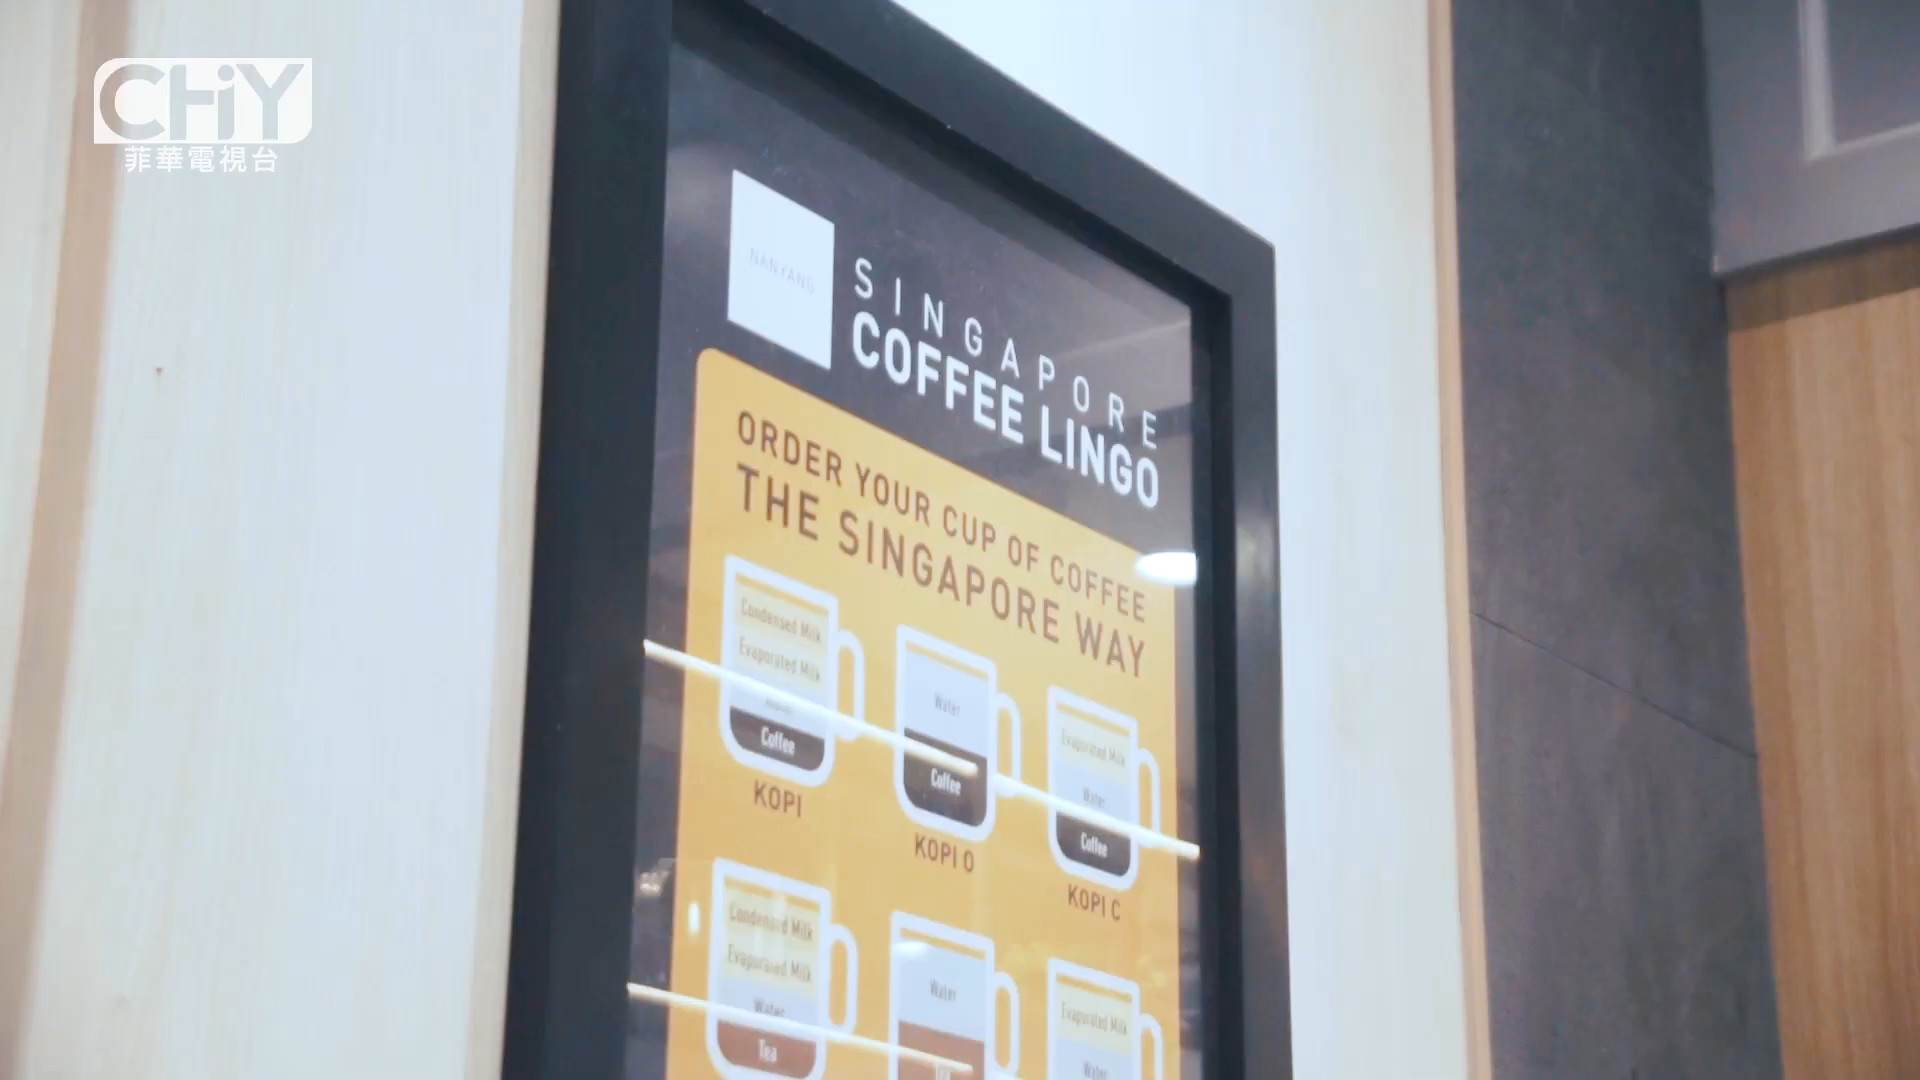 CHiY
菲華電視台
NANYANG
SINGAPORE
COFFEE LINGO
ORDER YOUR CUP OF COFFEE
THE SINGAPORE WAY
Condensed Milk
Evaporated Milk
Coffee
KOPI
Water
Coffee
KOPI O
Evaporated Milk
Water
Coffee
KOPI C
Condensed Milk
Evaporated Milk
Water
Tea
Water
Evaporated Milk
Water